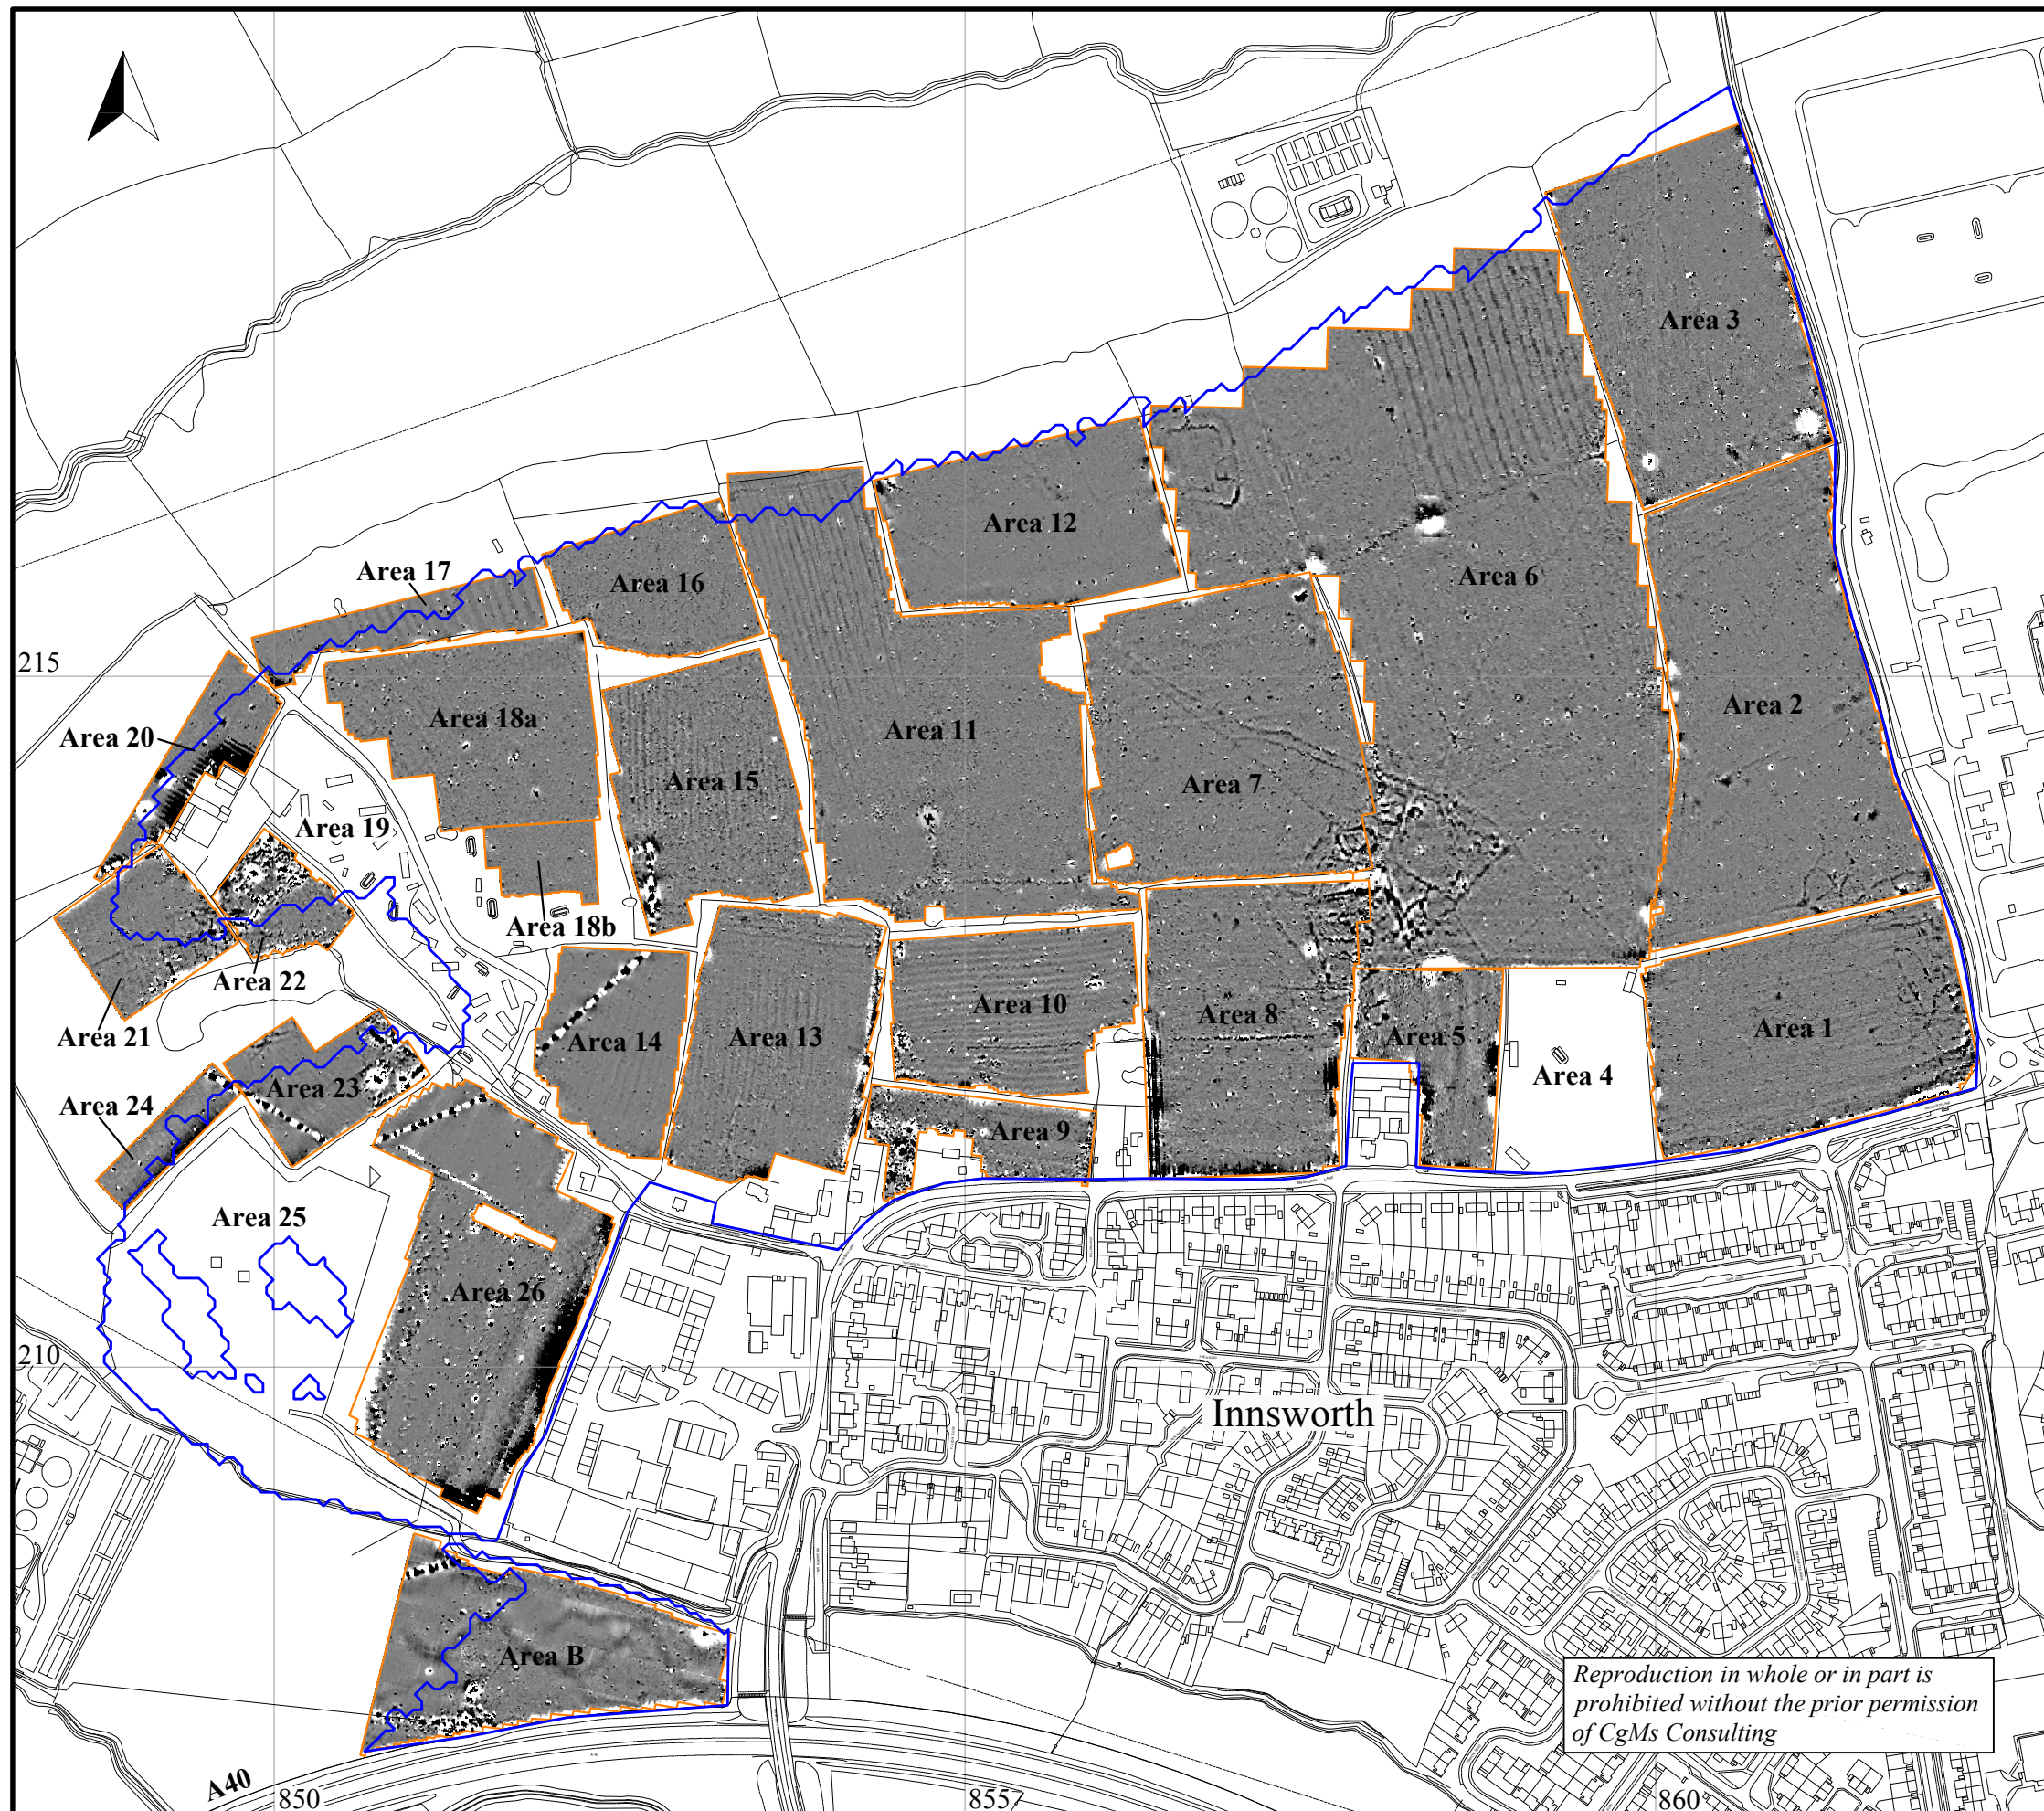 Area 3
Area 12
Area 17
Area 16
Area 6
215
Area 2
Area 18a
Area 11
Area 20
Area 15
Area 7
Area 19
Area 18b
Area 22
Area 10
Area 8
Area 1
Area 21
Area 14
Area 13
Area 5
Area 4
Area 23
Area 24
Area 9
Area 25
Area 26
210
Innsworth
Area B
Reproduction in whole or in part is
prohibited without the prior permission
of CgMs Consulting
A40
850
855
860